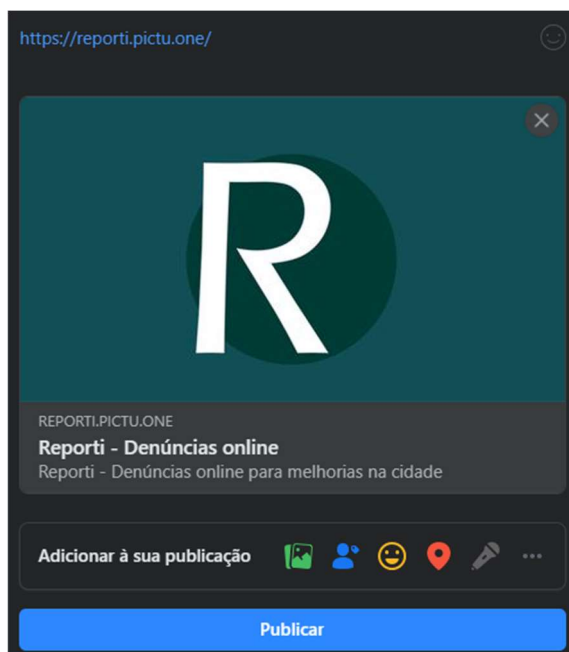 https://reporti.pictu.one/
R
REPORTI.PICTU.ONE
Reporti - Denúncias online
Reporti - Denúncias online para melhorias na cidade
Adicionar à sua publicação
Publicar